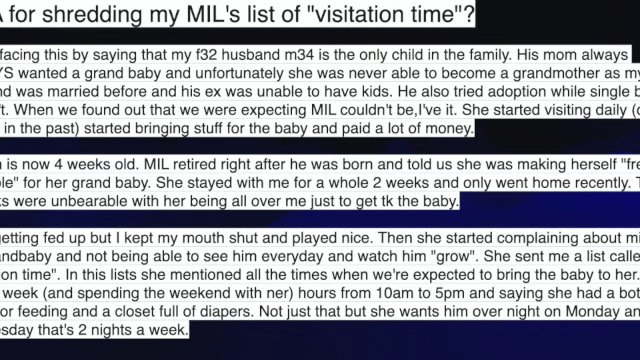 A for shredding my MIL's list of "visitation time"?
facing this by saying that my f32 husband m34 is the only child in the family. His mom always
YS wanted a grand baby and unfortunately she was never able to become a grandmother as my
nd was married before and his ex was unable to have kids. He also tried adoption while single b
't. When we found out that we were expecting MIL couldn't be,I've it. She started visiting daily (
in the past) started bringing stuff for the baby and paid a lot of money.
n is now 4 weeks old. MIL retired right after he was born and told us she was making herself "fre
ble" for her grand baby. She stayed with me for a whole 2 weeks and only went home recently. T
ks were unbearable with her being all over me just to get tk the baby.
getting fed up but I kept my mouth shut and played nice. Then she started complaining about mi
andbaby and not being able to see him everyday and watch him "grow". She sent me a list calle
on time". In this lists she mentioned all the times when we're expected to bring the baby to her.
week (and spending the weekend with ner) hours from 10am to 5pm and saying she had a bot
or feeding and a closet full of diapers. Not just that but she wants him over night on Monday an
esday that's 2 nights a week.